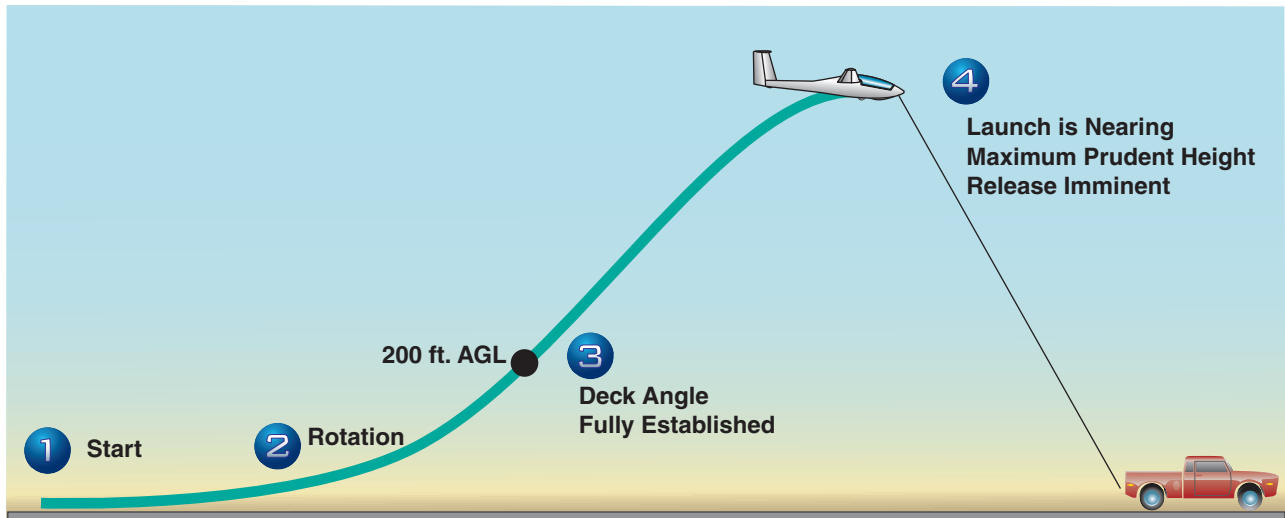 1 Start
2 Rotation
200 ft. AGL
3
Deck Angle
Fully Established
4
Launch is Nearing
Maximum Prudent Height
Release Imminent